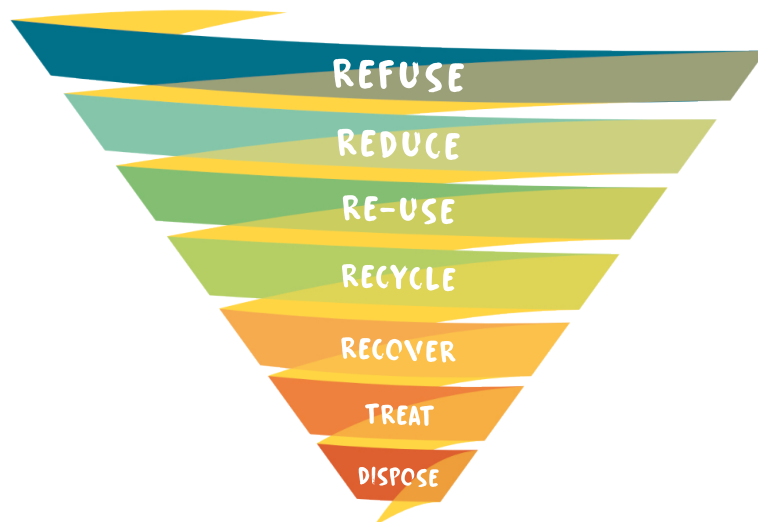 REFUSE
REDUCE
RE-USE
RECYCLE
RECOVER
TREAT
DISPOSE